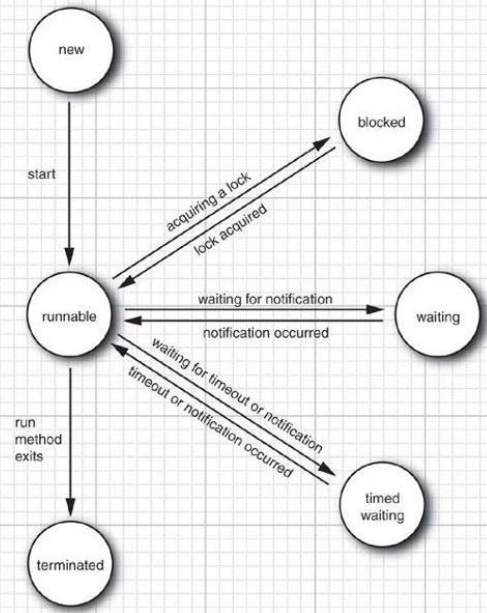 new
blocked
start
acquiring a lock
lock acquired
runnable
waiting for notification
waiting
notification occurred
waiting for timeout or notification
timeout or notification occurred
run
method
exits
timed
waiting
terminated